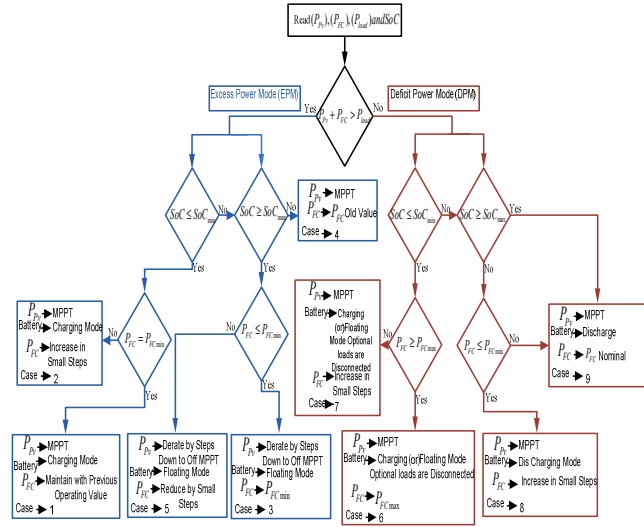 Read(P_Pv),(P_FC),(P_load)andSoC
Excess Power Mode (EPM)
Deficit Power Mode (DPM)
Yes
No
P_Pv + P_FC > P_load
SoC ≤ SoC_min
No
SoC ≥ SoC_max
No
P_Pv MPPT
P_FC P_FC Old Value
Case 4
SoC ≤ SoC_min
No
SoC ≥ SoC_max
Yes
Yes
Yes
Yes
No
P_Pv MPPT
Battery Charging Mode
P_FC Increase in
Small Steps
Case 2
No
P_FC = P_FCmin
Yes
No
P_FC ≤ P_FCmin
Yes
P_Pv MPPT
Battery Charging
(or)Floating
Mode Optional
loads are
Disconnected
P_FC Increase in
Small Steps
Case 7
No
P_FC ≥ P_FCmax
Yes
P_FC ≤ P_FCmin
No
Yes
P_Pv MPPT
Battery Discharge
P_FC P_FC Nominal
Case 9
P_Pv MPPT
Battery Charging Mode
P_FC Maintain with Previous
Operating Value
Case 1
P_Pv Derate by Steps
Down to Off MPPT
Battery Floating Mode
P_FC Reduce by Small
Steps
Case 5
P_Pv Derate by Steps
Down to Off MPPT
Battery Floating Mode
P_FC P_FCmin
Case 3
P_Pv MPPT
Battery Charging (or)Floating Mode
Optional loads are Disconnected
P_FC P_FCmax
Case 6
P_Pv MPPT
Battery Dis Charging Mode
P_FC Increase in Small Steps
Case 8